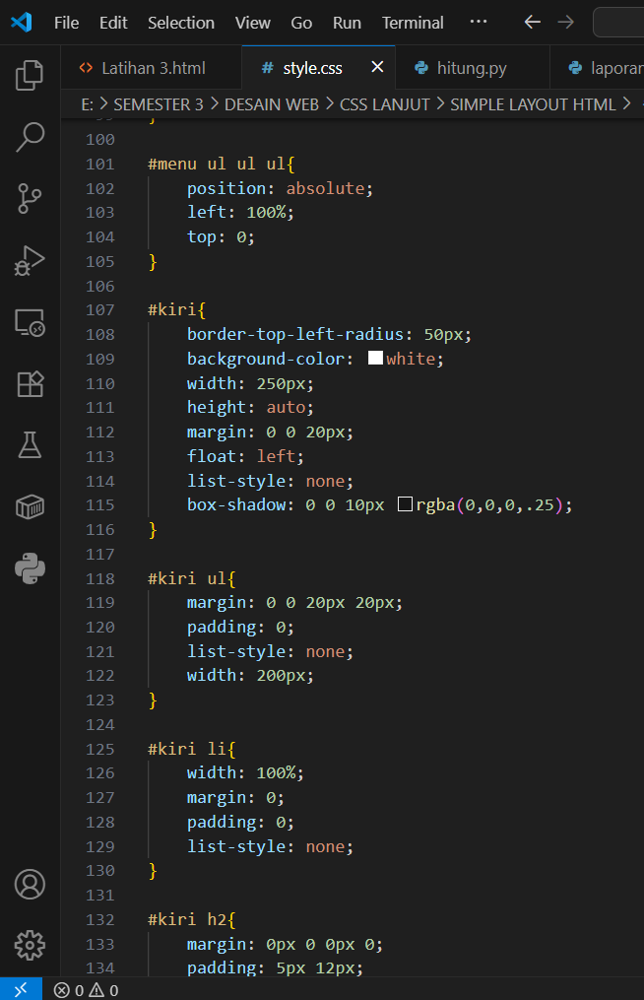 File Edit Selection View Go Run Terminal ···
Latihan 3.html # style.css hitung.py laporan
E: > SEMESTER 3 > DESAIN WEB > CSS LANJUT > SIMPLE LAYOUT HTML >
100
101 #menu ul ul ul{
102 position: absolute;
103 left: 100%;
104 top: 0;
105 }
106
107 #kiri{
108 border-top-left-radius: 50px;
109 background-color: white;
110 width: 250px;
111 height: auto;
112 margin: 0 0 20px;
113 float: left;
114 list-style: none;
115 box-shadow: 0 0 10px rgba(0,0,0,.25);
116 }
117
118 #kiri ul{
119 margin: 0 0 20px 20px;
120 padding: 0;
121 list-style: none;
122 width: 200px;
123 }
124
125 #kiri li{
126 width: 100%;
127 margin: 0;
128 padding: 0;
129 list-style: none;
130 }
131
132 #kiri h2{
133 margin: 0px 0 0px 0;
134 padding: 5px 12px;
0 0